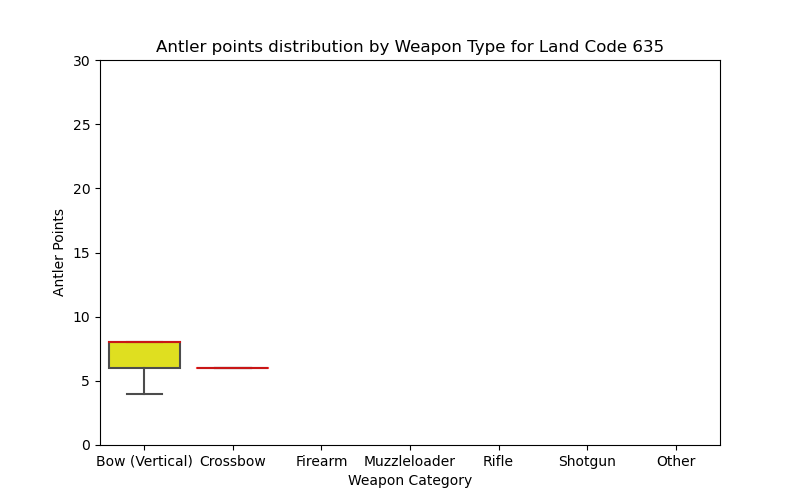 Antler points distribution by Weapon Type for Land Code 635
30
25
20
15
10
5
0
Antler Points
Bow (Vertical) Crossbow Firearm Muzzleloader Rifle Shotgun Other
Weapon Category